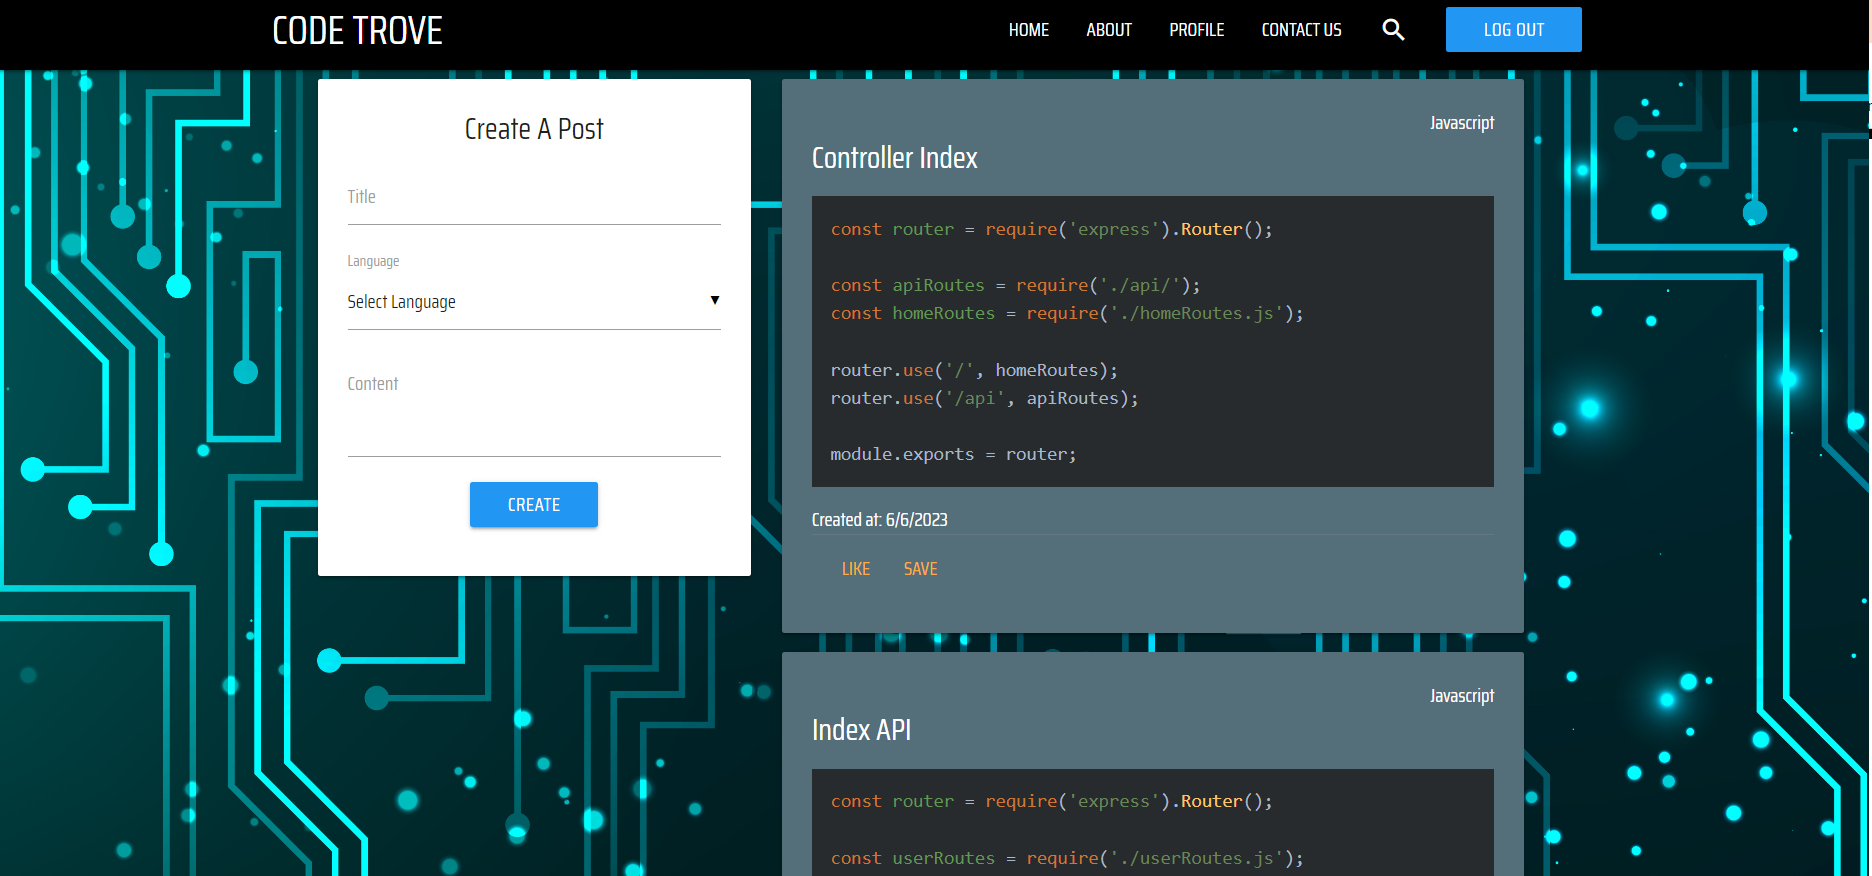 CODE TROVE
HOME ABOUT PROFILE CONTACT US LOG OUT
Create A Post
Title
Language
Select Language
Content
CREATE
Javascript
Controller Index
const router = require('express').Router();
const apiRoutes = require('./api/');
const homeRoutes = require('./homeRoutes.js');
router.use('/', homeRoutes);
router.use('/api', apiRoutes);
module.exports = router;
Created at: 6/6/2023
LIKE SAVE
Javascript
Index API
const router = require('express').Router();
const userRoutes = require('./userRoutes.js');